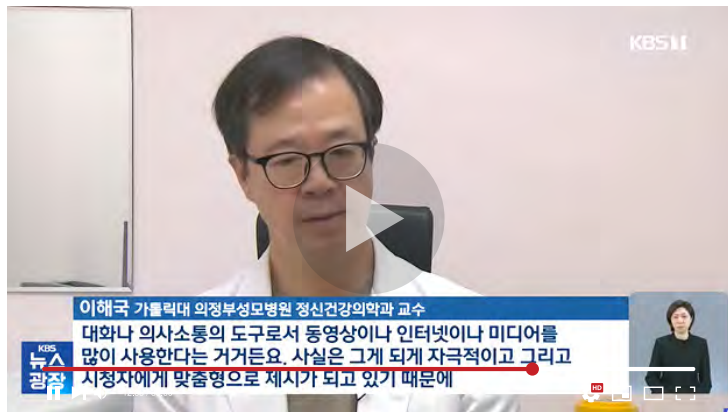 KBS 1
이해국 가톨릭대 의정부성모병원 정신건강의학과 교수
대화나 의사소통의 도구로서 동영상이나 인터넷이나 미디어를
많이 사용한다는 거거든요. 사실은 그게 되게 자극적이고 그리고
시청자에게 맞춤형으로 제시가 되고 있기 때문에
KBS
뉴스
광장
HD